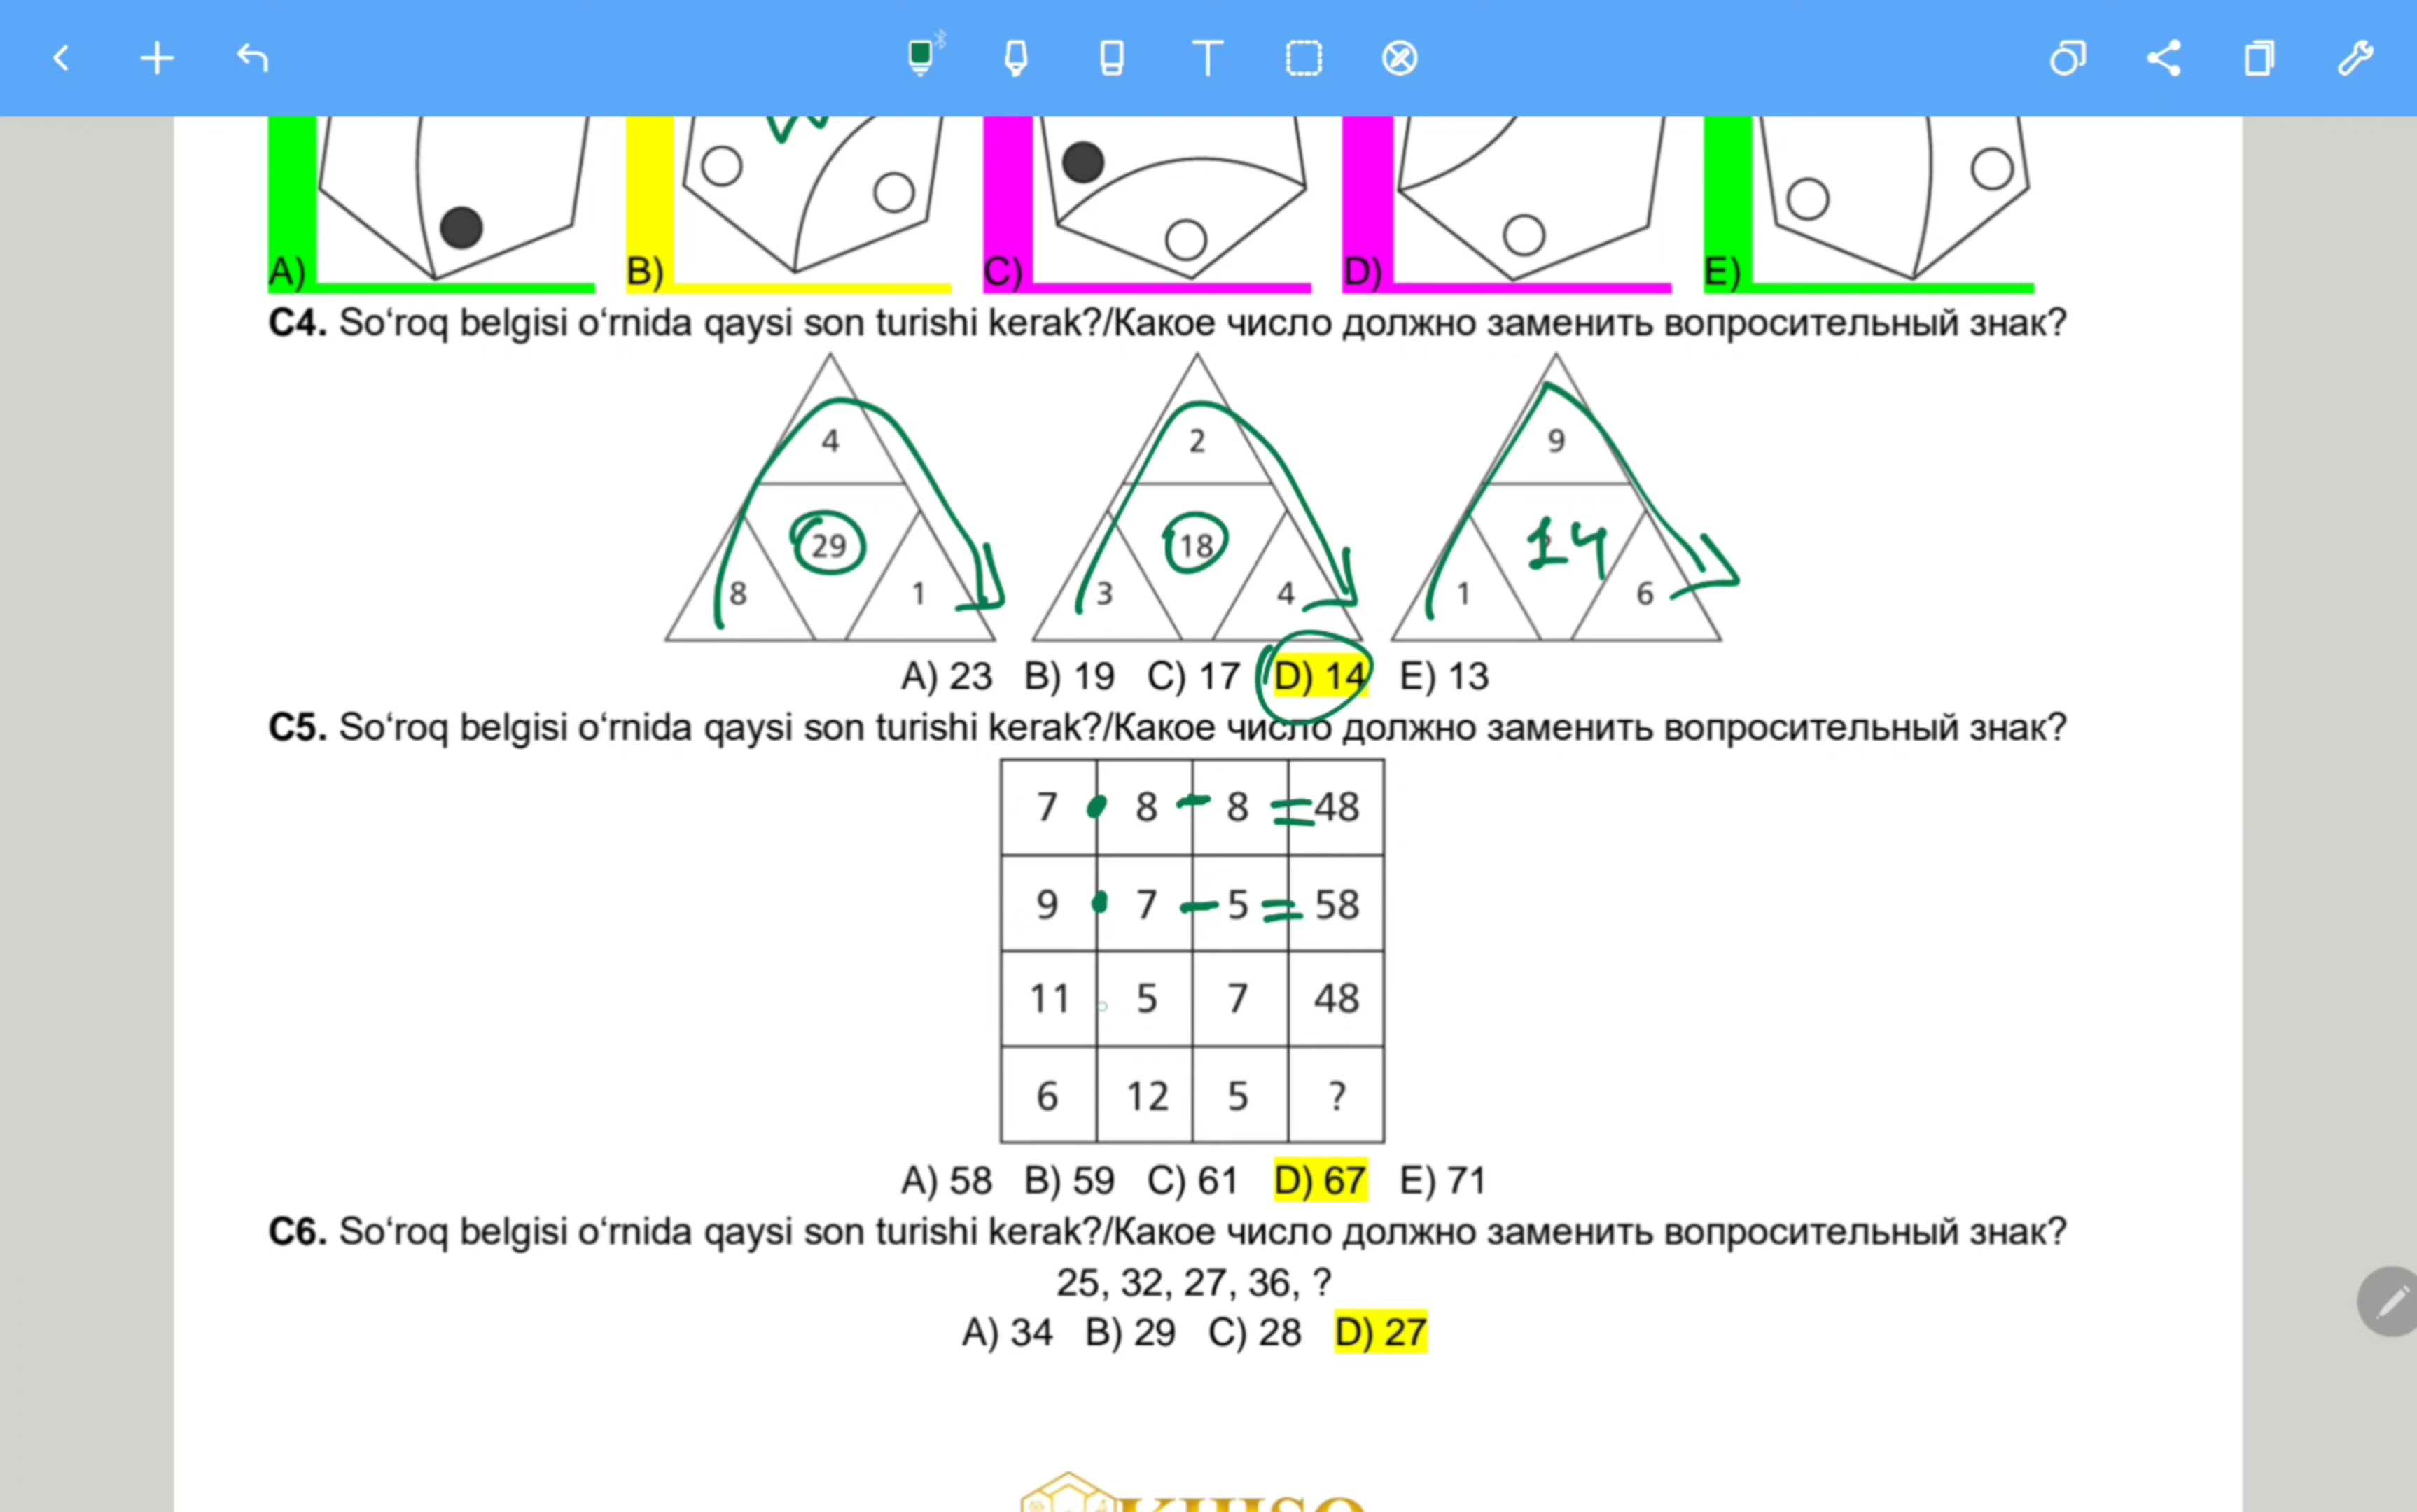 A) B) C) D) E)
C4. So‘roq belgisi o‘rnida qaysi son turishi kerak?/Какое число должно заменить вопросительный знак?
4 2 9
29 18 14
8 1 3 4 1 6
A) 23 B) 19 C) 17 D) 14 E) 13
C5. So‘roq belgisi o‘rnida qaysi son turishi kerak?/Какое число должно заменить вопросительный знак?
7 • 8 - 8 = 48
9 • 7 - 5 = 58
11 5 7 48
6 12 5 ?
A) 58 B) 59 C) 61 D) 67 E) 71
C6. So‘roq belgisi o‘rnida qaysi son turishi kerak?/Какое число должно заменить вопросительный знак?
25, 32, 27, 36, ?
A) 34 B) 29 C) 28 D) 27